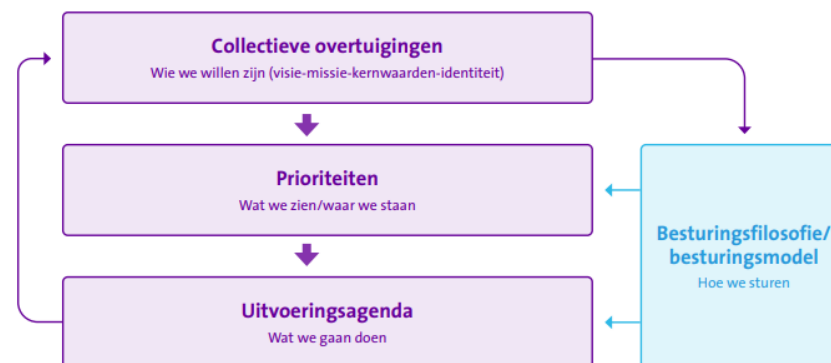 Collectieve overtuigingen
Wie we willen zijn (visie-missie-kernwaarden-identiteit)
Prioriteiten
Wat we zien/waar we staan
Besturingsfilosofie/
besturingsmodel
Hoe we sturen
Uitvoeringsagenda
Wat we gaan doen